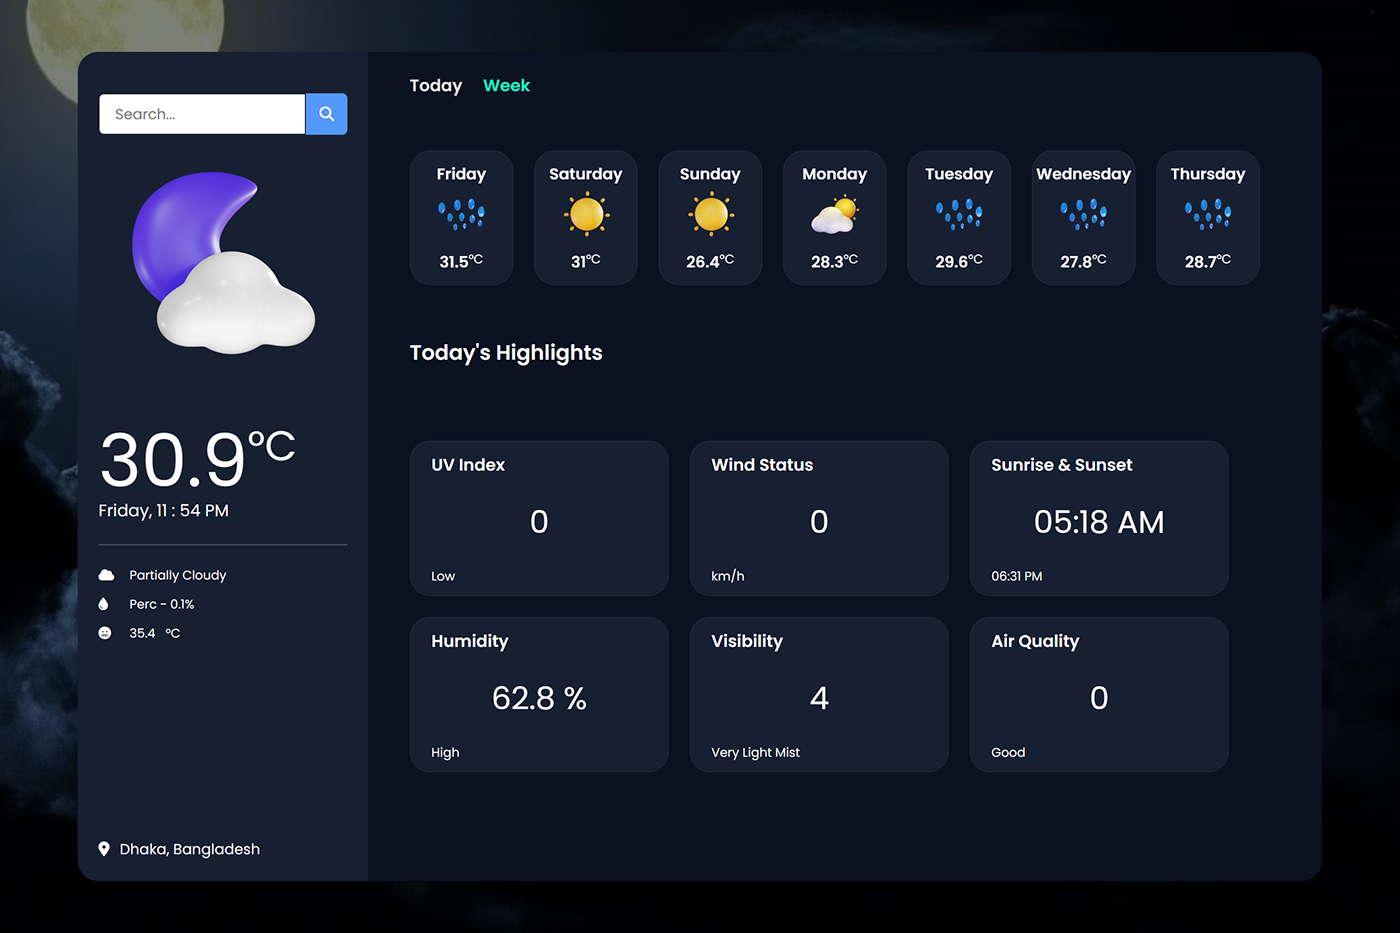 Search...
30.9°C
Friday, 11 : 54 PM
Partially Cloudy
Perc - 0.1%
35.4 °C
Dhaka, Bangladesh
Today Week
Friday Saturday Sunday Monday Tuesday Wednesday Thursday
31.5°C 31°C 26.4°C 28.3°C 29.6°C 27.8°C 28.7°C
Today's Highlights
UV Index
0
Low
Wind Status
0
km/h
Sunrise & Sunset
05:18 AM
06:31 PM
Humidity
62.8 %
High
Visibility
4
Very Light Mist
Air Quality
0
Good